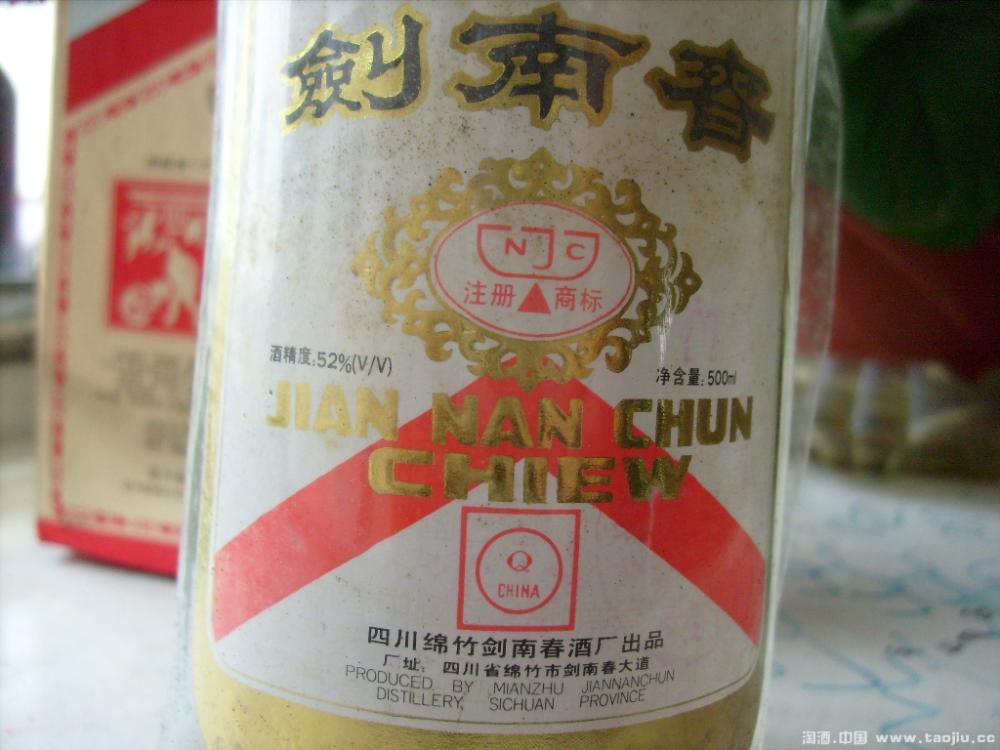 劍南春
NJC
注册 商标
酒精度:52%(V/V)
净含量:500ml
JIAN NAN CHUN
CHIEW
Q
CHINA
四川绵竹剑南春酒厂出品
厂址:四川省绵竹市剑南春大道
PRODUCED BY MIANZHU JIANNANCHUN
DISTILLERY, SICHUAN PROVINCE
淘酒.中国 www.taojiu.cc